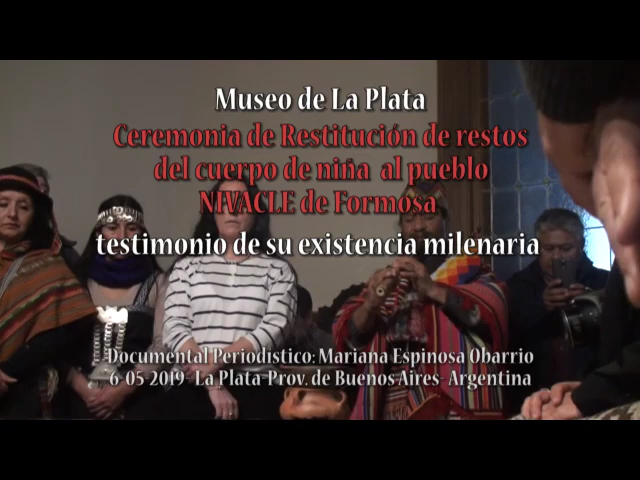 Museo de La Plata
Ceremonia de Restitución de restos
del cuerpo de niña al pueblo
NIVACLE de Formosa
testimonio de su existencia milenaria
Documental Periodistico: Mariana Espinosa Obarrio
6-05-2019- La Plata-Prov. de Buenos Aires- Argentina